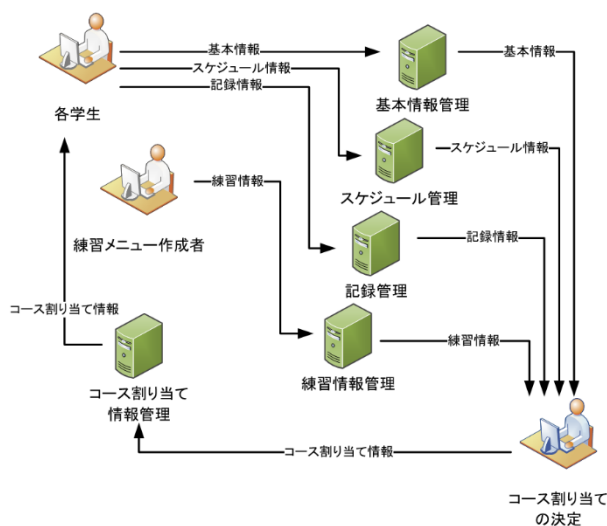 基本情報
基本情報
スケジュール情報
記録情報
各学生
基本情報管理
スケジュール情報
練習情報
スケジュール管理
練習メニュー作成者
記録情報
記録管理
コース割り当て情報
練習情報
練習情報管理
コース割り当て
情報管理
コース割り当て情報
コース割り当て
の決定